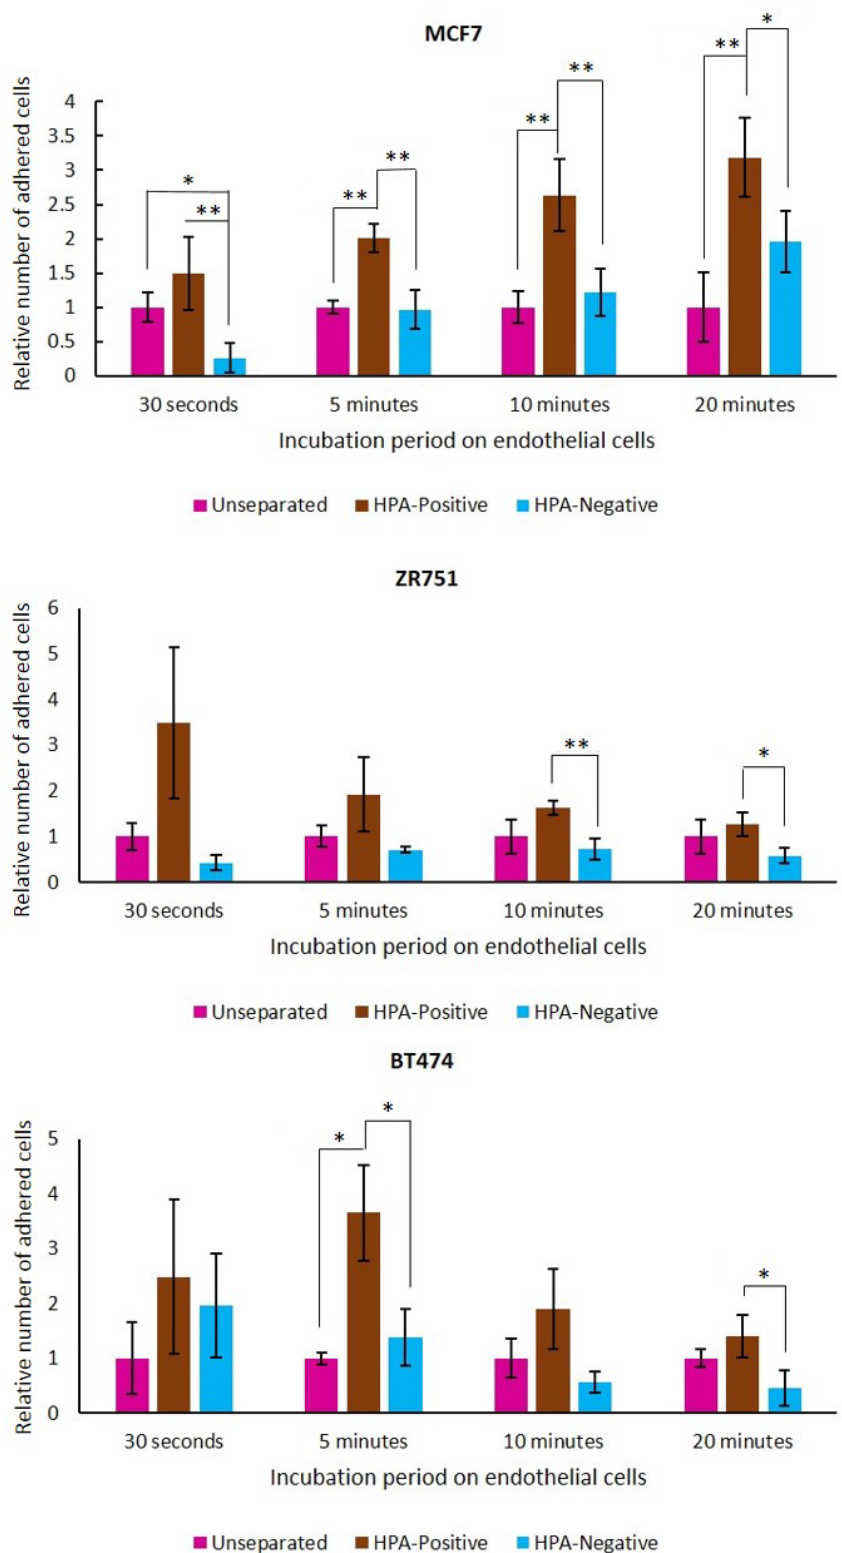 MCF7
Relative number of adhered cells
4
3.5
3
2.5
2
1.5
1
0.5
0
* ** ** ** ** ** ** *
30 seconds 5 minutes 10 minutes 20 minutes
Incubation period on endothelial cells
Unseparated HPA-Positive HPA-Negative
ZR751
Relative number of adhered cells
6
5
4
3
2
1
0
** *
30 seconds 5 minutes 10 minutes 20 minutes
Incubation period on endothelial cells
Unseparated HPA-Positive HPA-Negative
BT474
Relative number of adhered cells
5
4
3
2
1
0
* * *
30 seconds 5 minutes 10 minutes 20 minutes
Incubation period on endothelial cells
Unseparated HPA-Positive HPA-Negative